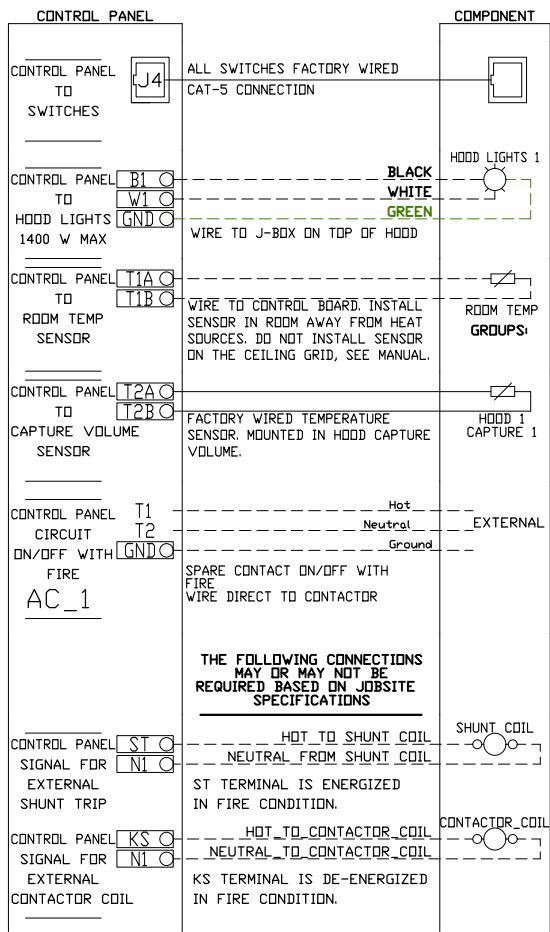 CONTROL PANEL
COMPONENT
CONTROL PANEL
TO
SWITCHES
J4
ALL SWITCHES FACTORY WIRED
CAT-5 CONNECTION
HOOD LIGHTS 1
CONTROL PANEL
TO
HOOD LIGHTS
1400 W MAX
B1
W1
GND
BLACK
WHITE
GREEN
WIRE TO J-BOX ON TOP OF HOOD
CONTROL PANEL
TO
ROOM TEMP
SENSOR
T1A
T1B
WIRE TO CONTROL BOARD. INSTALL
SENSOR IN ROOM AWAY FROM HEAT
SOURCES. DO NOT INSTALL SENSOR
ON THE CEILING GRID, SEE MANUAL.
ROOM TEMP
GROUPS:
CONTROL PANEL
TO
CAPTURE VOLUME
SENSOR
T2A
T2B
FACTORY WIRED TEMPERATURE
SENSOR. MOUNTED IN HOOD CAPTURE
VOLUME.
HOOD 1
CAPTURE 1
CONTROL PANEL
CIRCUIT
ON/OFF WITH
FIRE
AC_1
T1
T2
GND
Hot
Neutral
Ground
EXTERNAL
SPARE CONTACT ON/OFF WITH
FIRE
WIRE DIRECT TO CONTACTOR
THE FOLLOWING CONNECTIONS
MAY OR MAY NOT BE
REQUIRED BASED ON JOBSITE
SPECIFICATIONS
CONTROL PANEL
SIGNAL FOR
EXTERNAL
SHUNT TRIP
ST
N1
HOT TO SHUNT COIL
NEUTRAL FROM SHUNT COIL
ST TERMINAL IS ENERGIZED
IN FIRE CONDITION.
SHUNT COIL
CONTROL PANEL
SIGNAL FOR
EXTERNAL
CONTACTOR COIL
KS
N1
HOT_TO_CONTACTOR_COIL
NEUTRAL_TO_CONTACTOR_COIL
KS TERMINAL IS DE-ENERGIZED
IN FIRE CONDITION.
CONTACTOR_COIL